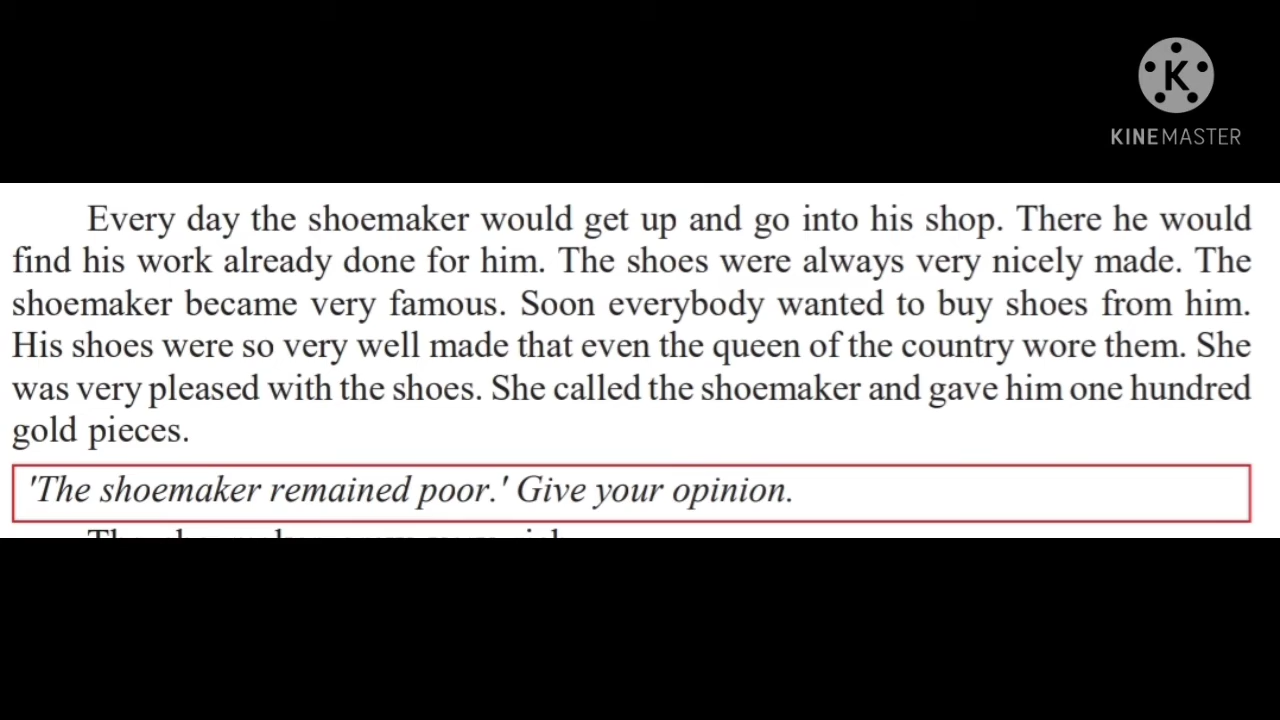 K
KINEMASTER
Every day the shoemaker would get up and go into his shop. There he would
find his work already done for him. The shoes were always very nicely made. The
shoemaker became very famous. Soon everybody wanted to buy shoes from him.
His shoes were so very well made that even the queen of the country wore them. She
was very pleased with the shoes. She called the shoemaker and gave him one hundred
gold pieces.
'The shoemaker remained poor.' Give your opinion.